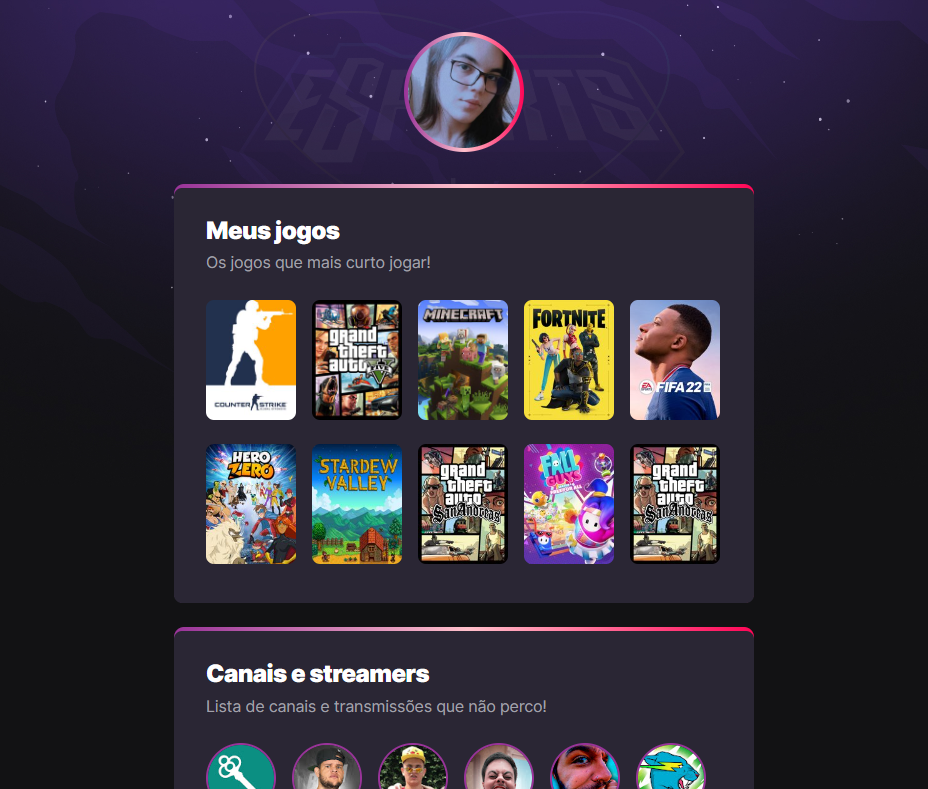 ESPORTS
Meus jogos
Os jogos que mais curto jogar!
COUNTER STRIKE
grand
theft
auto
V
MINECRAFT
FORTNITE
EA FIFA 22
HERO
ZERO
STARDEW
VALLEY
grand
theft
auto
San Andreas
FALL
GUYS
grand
theft
auto
San Andreas
Canais e streamers
Lista de canais e transmissões que não perco!